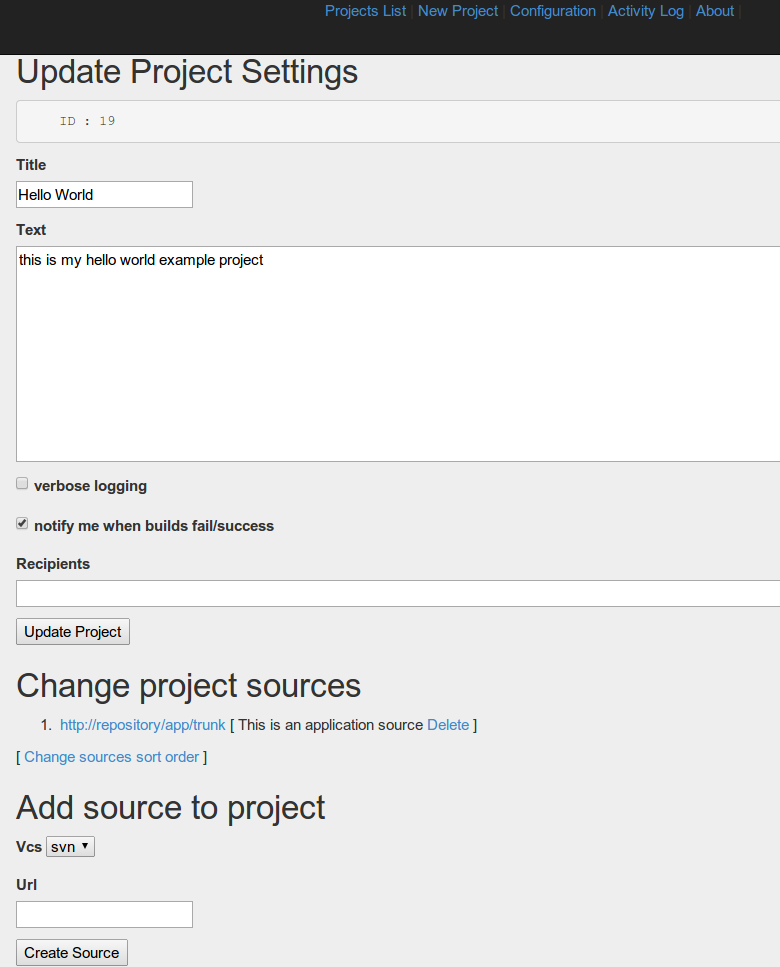 Projects List | New Project | Configuration | Activity Log | About |
Update Project Settings
ID : 19
Title
Hello World
Text
this is my hello world example project
verbose logging
notify me when builds fail/success
Recipients
Update Project
Change project sources
1. http://repository/app/trunk [ This is an application source Delete ]
[ Change sources sort order ]
Add source to project
Vcs svn
Url
Create Source